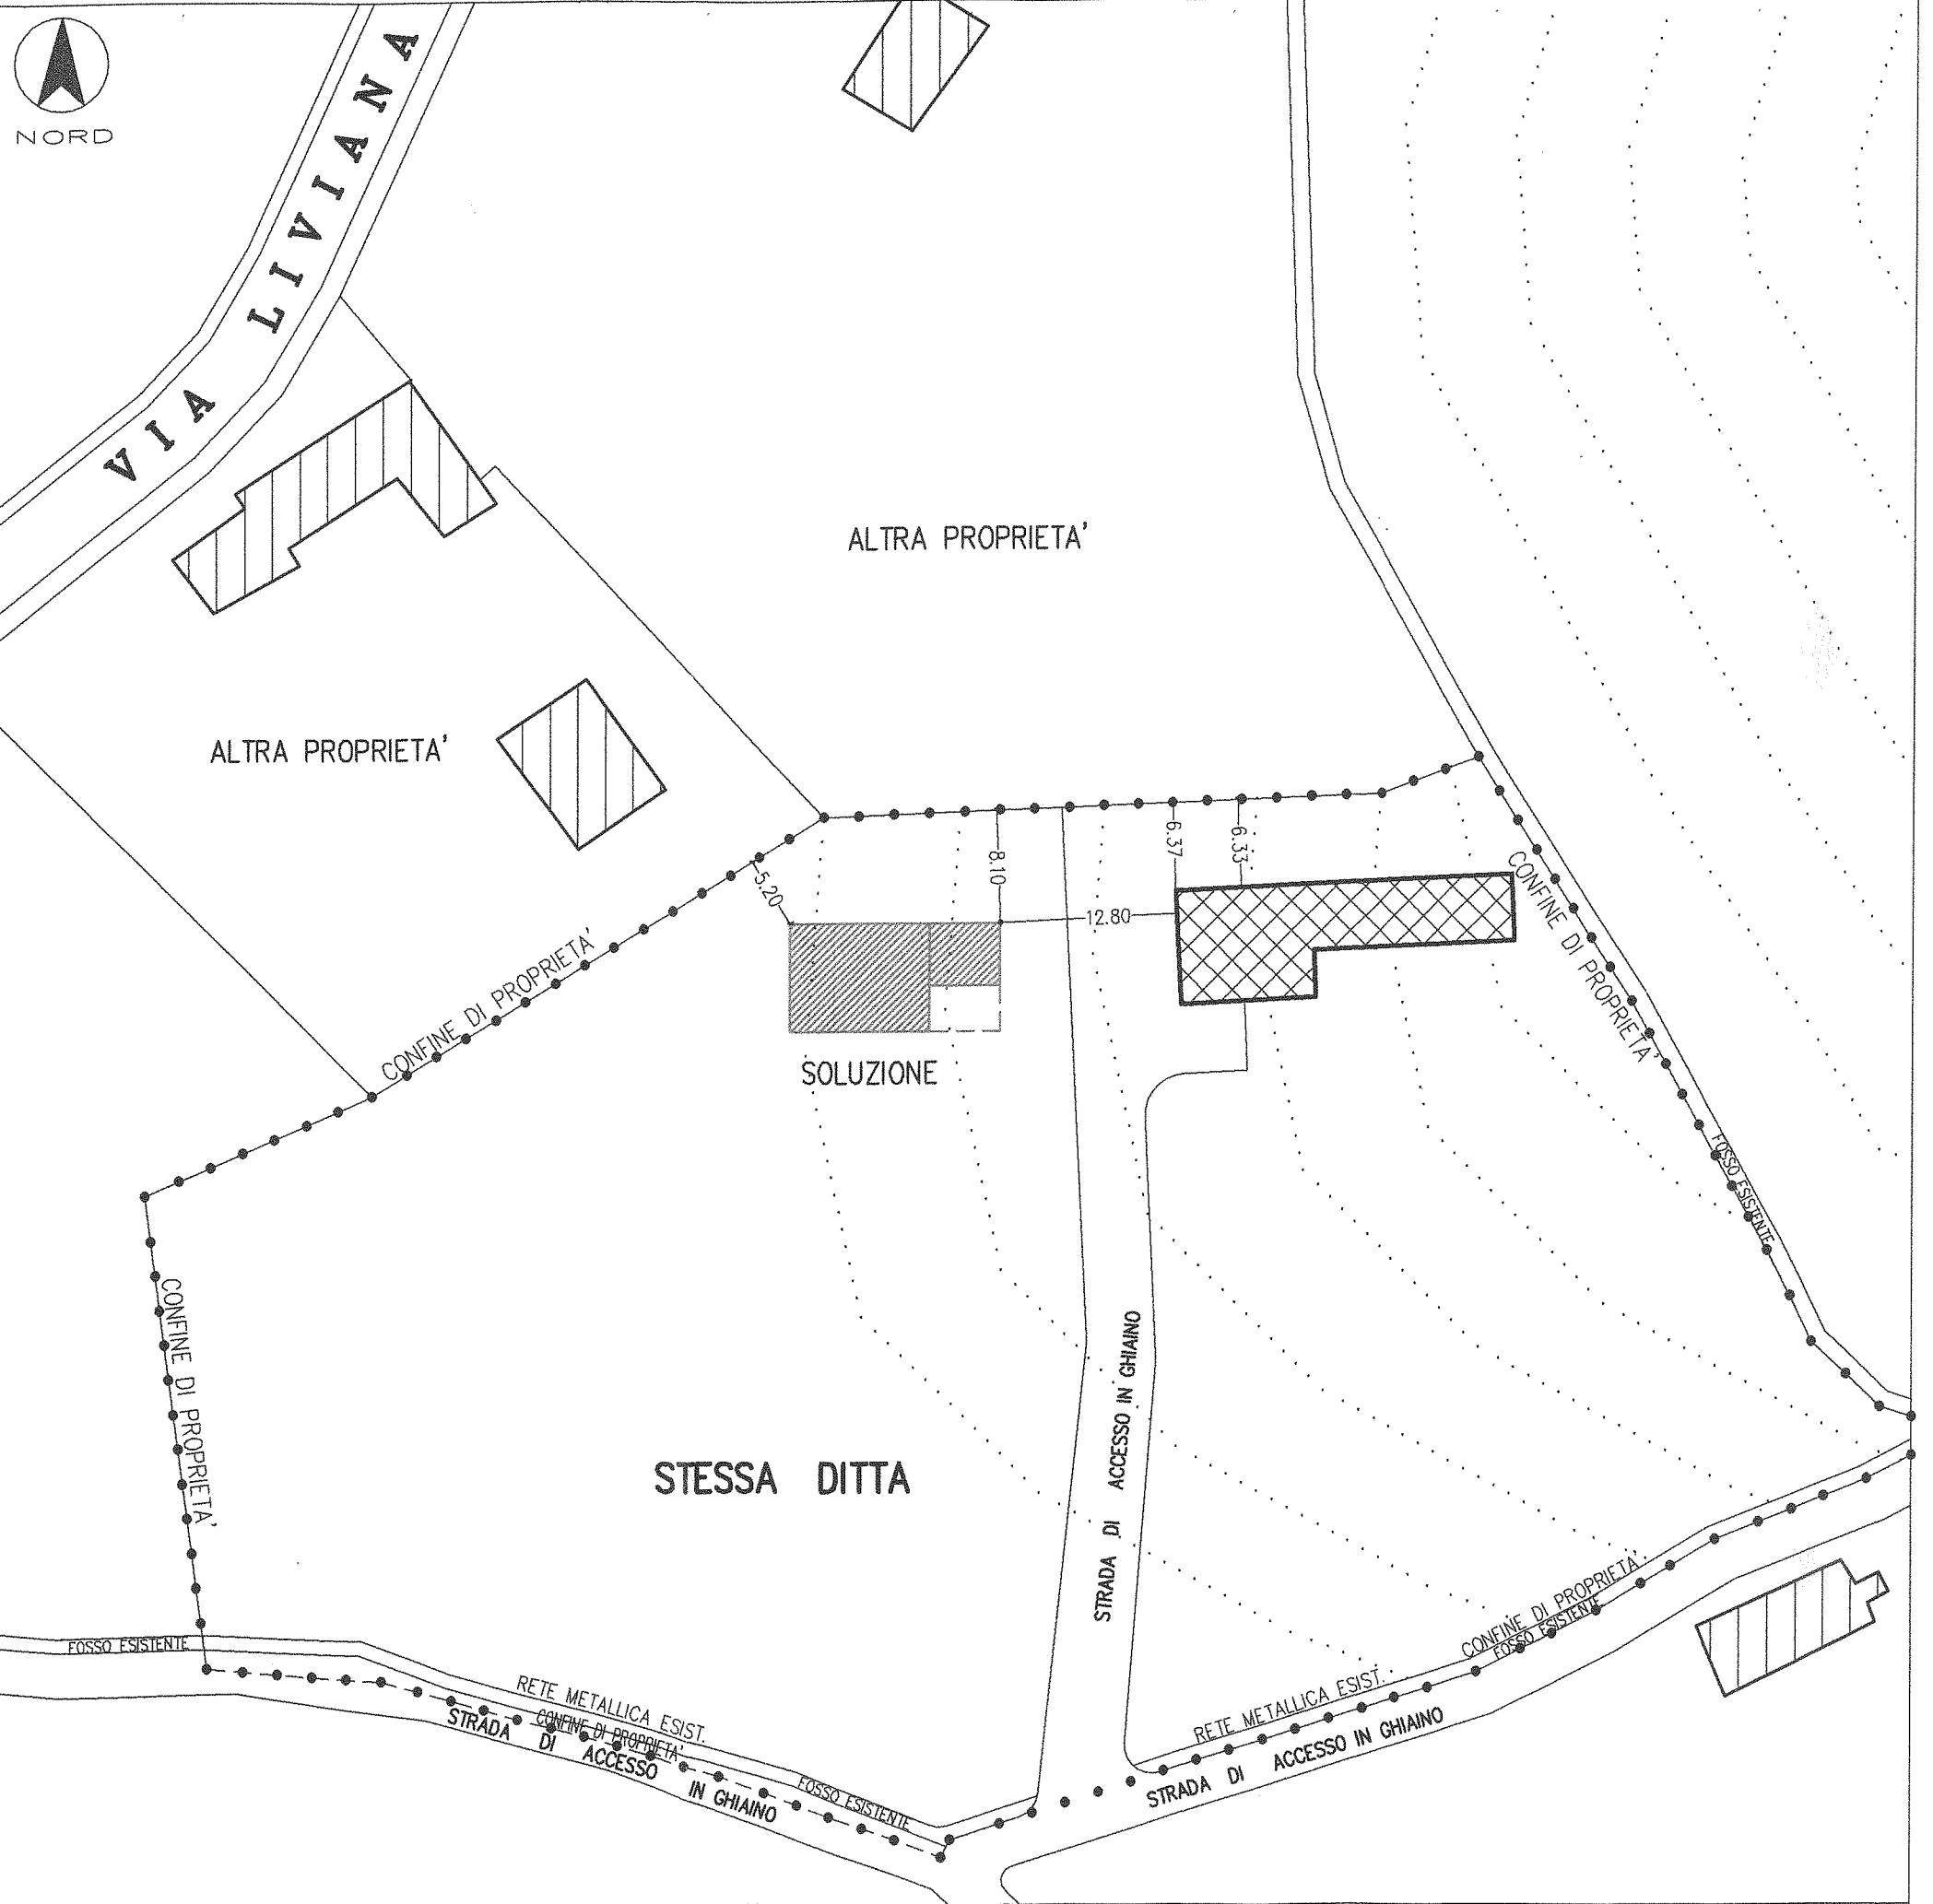 NORD
VIA LIVIANA
ALTRA PROPRIETA'
ALTRA PROPRIETA'
5.20
8.10
12.80
6.37
6.33
CONFINE DI PROPRIETA'
CONFINE DI PROPRIETA'
SOLUZIONE
FOSSO ESISTENTE
CONFINE DI PROPRIETA'
STESSA DITTA
STRADA DI ACCESSO IN GHIAINO
FOSSO ESISTENTE
RETE METALLICA ESIST.
CONFINE DI PROPRIETA'
STRADA DI ACCESSO IN GHIAINO
FOSSO ESISTENTE
CONFINE DI PROPRIETA'
FOSSO ESISTENTE
RETE METALLICA ESIST.
STRADA DI ACCESSO IN GHIAINO